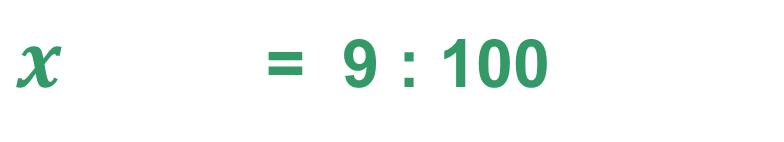 x = 9 : 100